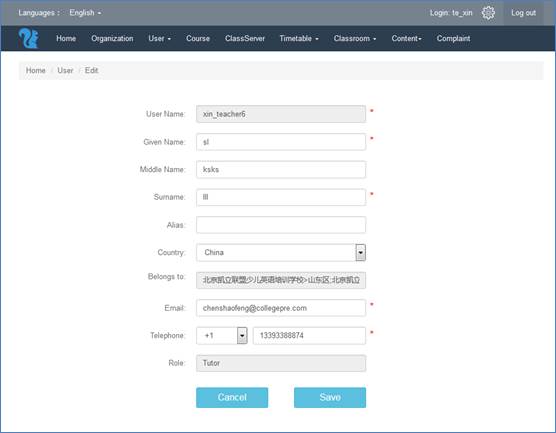 Languages : English
Login: te_xin Log out
Home Organization User Course ClassServer Timetable Classroom Content Complaint
Home / User / Edit
User Name: xin_teacher6 *
Given Name: sl *
Middle Name: ksks
Surname: lll *
Alias:
Country: China
Belongs to: 北京凯立联盟少儿英语培训学校>山东区;北京凯立
Email: chenshaofeng@collegepre.com *
Telephone: +1 13393388874 *
Role: Tutor
Cancel Save